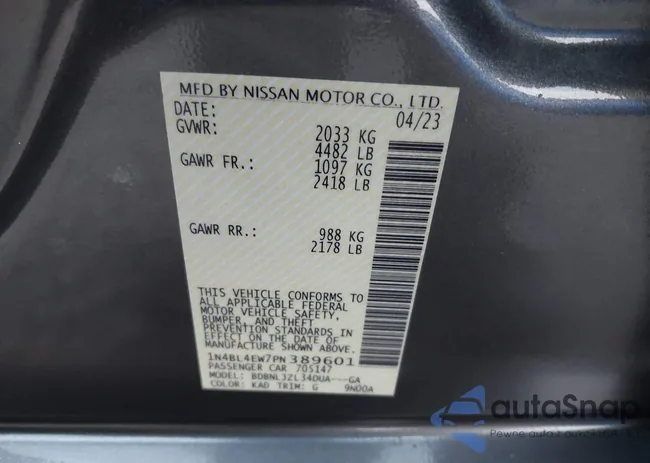 MFD BY NISSAN MOTOR CO., LTD.
DATE: 04/23
GVWR: 2033 KG
4482 LB
GAWR FR.: 1097 KG
2418 LB
GAWR RR.: 988 KG
2178 LB
THIS VEHICLE CONFORMS TO
ALL APPLICABLE FEDERAL
MOTOR VEHICLE SAFETY,
BUMPER, AND THEFT
PREVENTION STANDARDS
IN EFFECT ON THE DATE OF
MANUFACTURE SHOWN ABOVE.
1N4BL4EW7PN389601
PASSENGER CAR 705147
MODEL: BDBNLJZL34DUA---GA
COLOR: KAD TRIM: G 9N00A
autoSnap
Pewne auta z